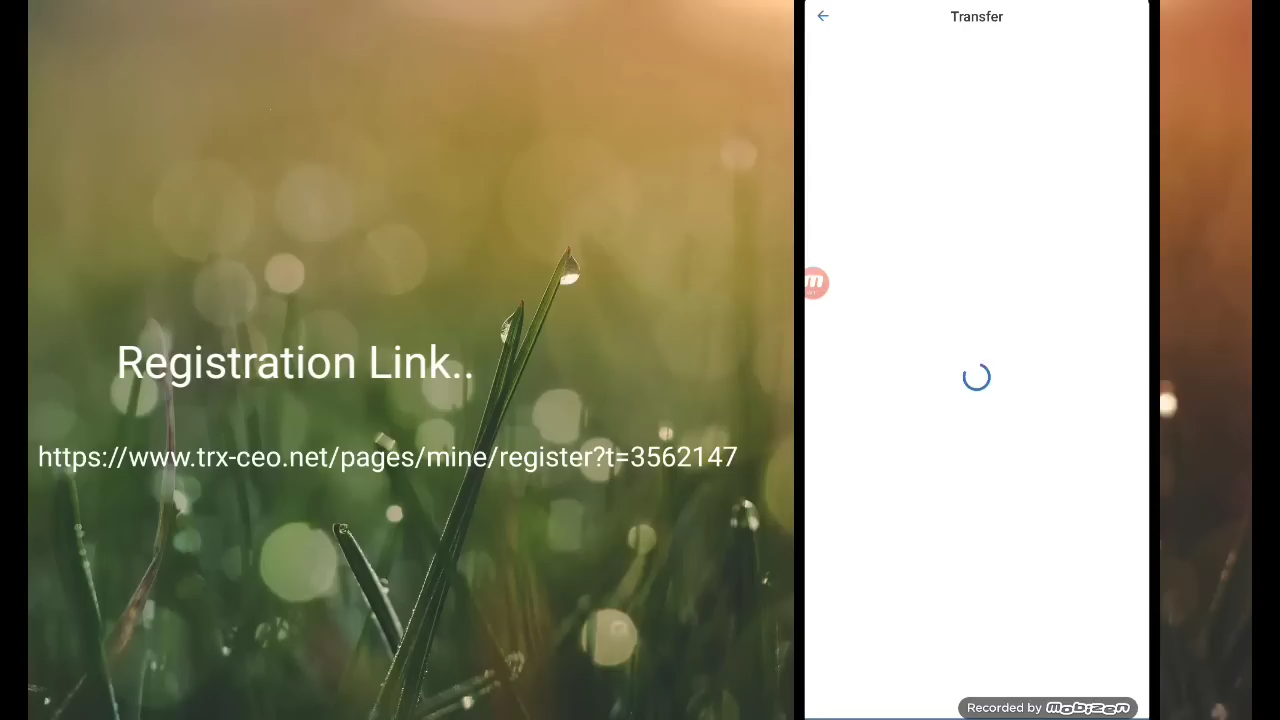 Transfer
Registration Link..
https://www.trx-ceo.net/pages/mine/register?t=3562147
Recorded by mobizen